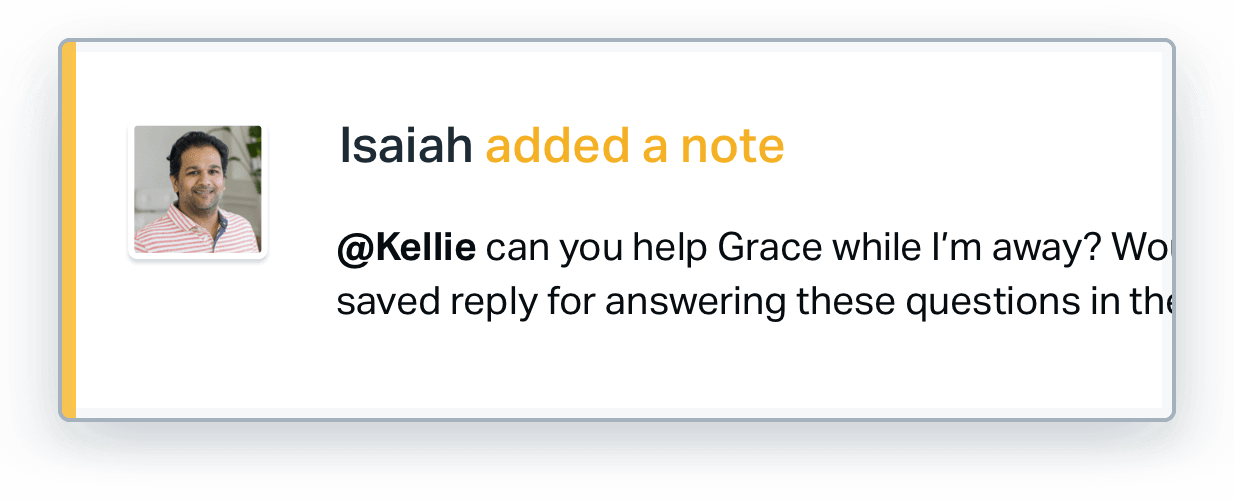 Isaiah added a note
@Kellie can you help Grace while I’m away?
saved reply for answering these questions in